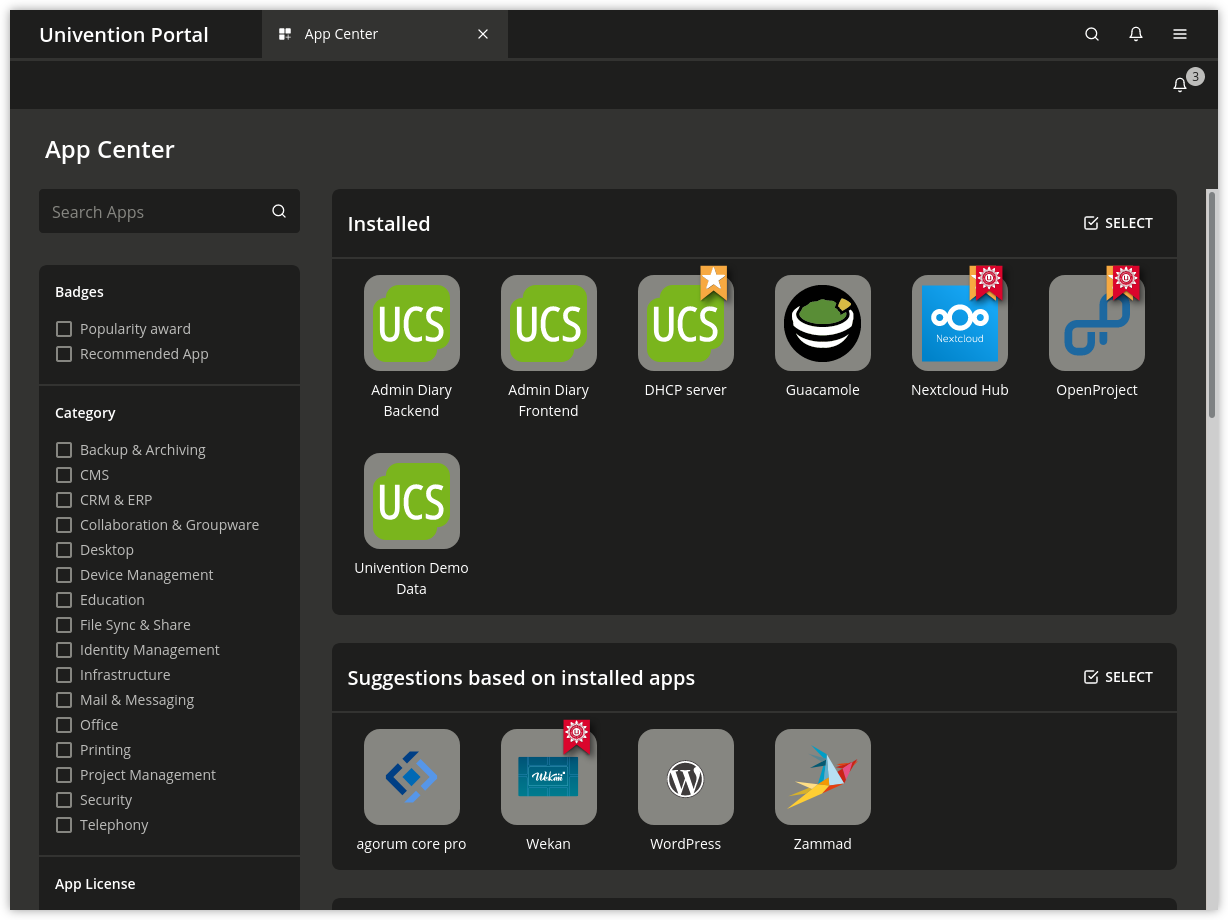 Univention Portal
App Center
3
App Center
Search Apps
Badges
Popularity award
Recommended App
Category
Backup & Archiving
CMS
CRM & ERP
Collaboration & Groupware
Desktop
Device Management
Education
File Sync & Share
Identity Management
Infrastructure
Mail & Messaging
Office
Printing
Project Management
Security
Telephony
App License
Installed
SELECT
UCS
Admin Diary
Backend
UCS
Admin Diary
Frontend
UCS
DHCP server
Guacamole
Nextcloud
Nextcloud Hub
OpenProject
UCS
Univention Demo
Data
Suggestions based on installed apps
SELECT
agorum core pro
Wekan
Wekan
W
WordPress
Zammad